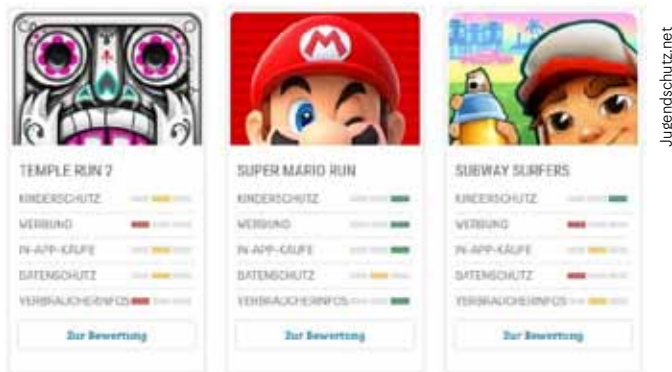 TEMPLE RUN 2
KINDERSCHUTZ
WERBUNG
IN-APP-KÄUFE
DATENSCHUTZ
VERBRAUCHERINFOS
Zur Bewertung
M
SUPER MARIO RUN
KINDERSCHUTZ
WERBUNG
IN-APP-KÄUFE
DATENSCHUTZ
VERBRAUCHERINFOS
Zur Bewertung
SUBWAY SURFERS
KINDERSCHUTZ
WERBUNG
IN-APP-KÄUFE
DATENSCHUTZ
VERBRAUCHERINFOS
Zur Bewertung
Jugendschutz.net